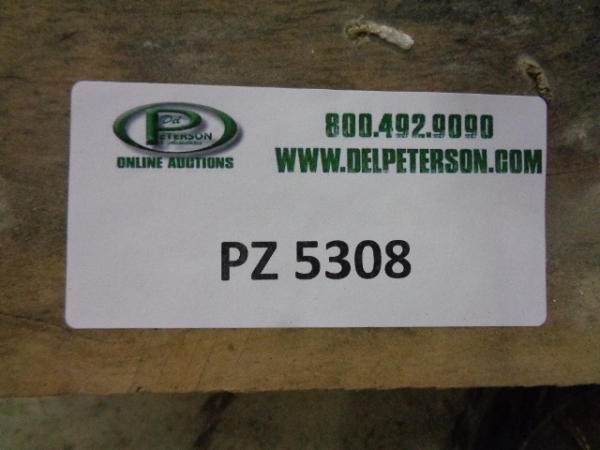 Del
PETERSON
ONLINE AUCTIONS
800.492.9090
WWW.DELPETERSON.COM
PZ 5308